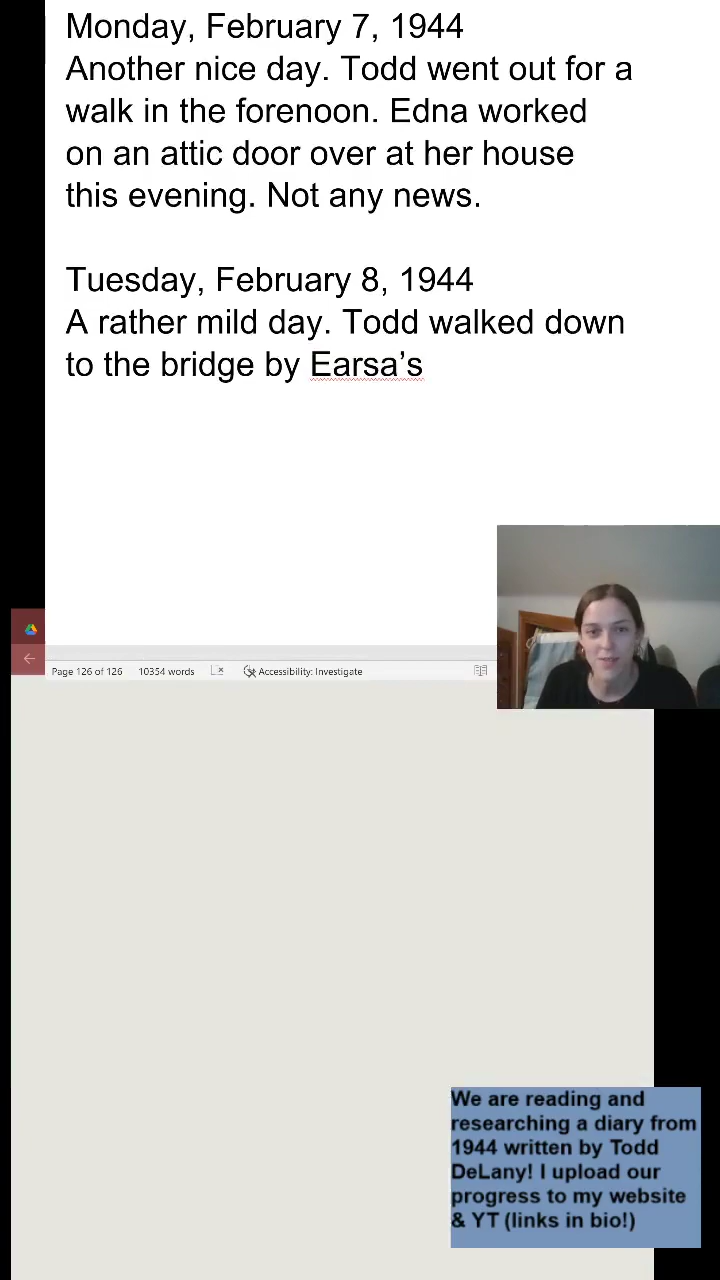 Monday, February 7, 1944
Another nice day. Todd went out for a
walk in the forenoon. Edna worked
on an attic door over at her house
this evening. Not any news.
Tuesday, February 8, 1944
A rather mild day. Todd walked down
to the bridge by Earsa’s
Page 126 of 126 10354 words Accessibility: Investigate
We are reading and
researching a diary from
1944 written by Todd
DeLany! I upload our
progress to my website
& YT (links in bio!)